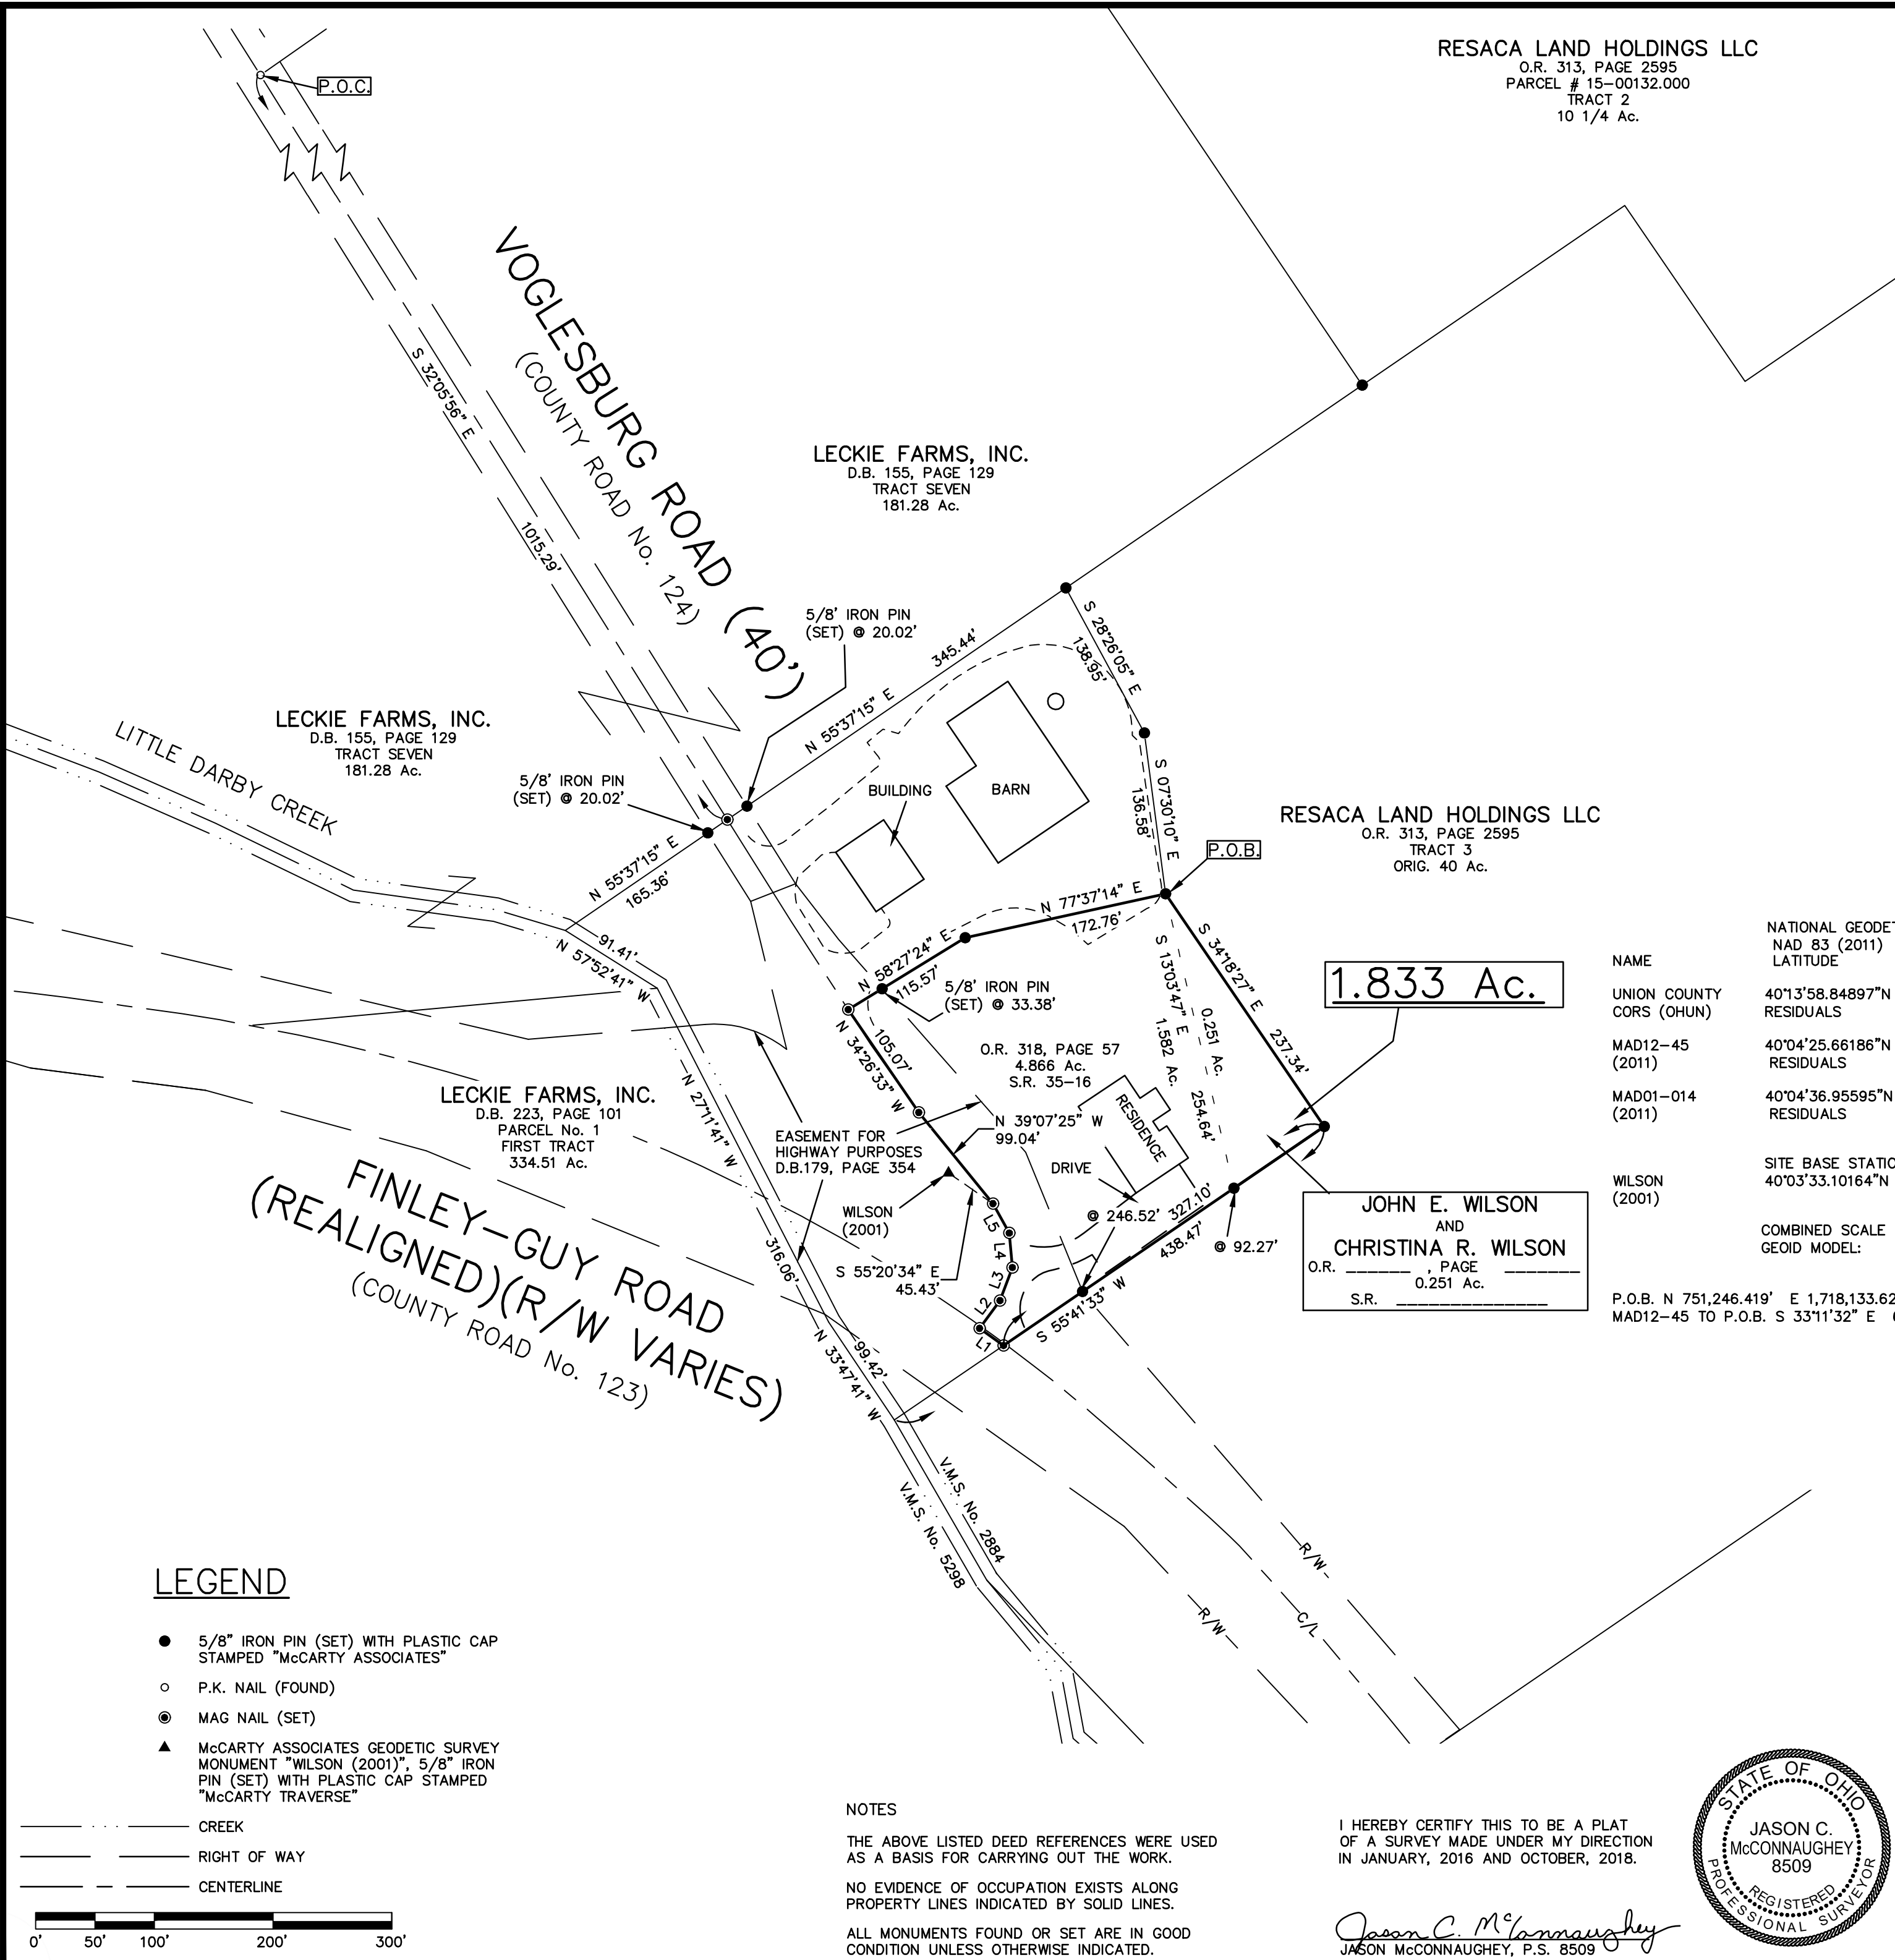 RESACA LAND HOLDINGS LLC
O.R. 313, PAGE 2595
PARCEL # 15-00132.000
TRACT 2
10 1/4 Ac.
P.O.C.
VOGLESBURG ROAD (40')
(COUNTY ROAD No. 124)
S 32°05'56" E
1015.29'
LECKIE FARMS, INC.
D.B. 155, PAGE 129
TRACT SEVEN
181.28 Ac.
5/8' IRON PIN
(SET) @ 20.02'
345.44'
N 55°37'15" E
S 28°26'05" E
138.95'
LECKIE FARMS, INC.
D.B. 155, PAGE 129
TRACT SEVEN
181.28 Ac.
LITTLE DARBY CREEK
5/8' IRON PIN
(SET) @ 20.02'
BUILDING
BARN
S 07°30'10" E
136.58'
RESACA LAND HOLDINGS LLC
O.R. 313, PAGE 2595
TRACT 3
ORIG. 40 Ac.
P.O.B.
N 55°37'15" E
165.36'
91.41'
N 57°52'41" W
N 77°37'14" E
172.76'
N 58°27'24" E
115.57'
5/8' IRON PIN
(SET) @ 33.38'
S 34°18'27" E
237.34'
S 13°03'47" E
254.64'
0.251 Ac.
1.582 Ac.
1.833 Ac.
NATIONAL GEODET
NAD 83 (2011)
NAME LATITUDE
UNION COUNTY 40°13'58.84897"N
CORS (OHUN) RESIDUALS
MAD12-45 40°04'25.66186"N
(2011) RESIDUALS
MAD01-014 40°04'36.95595"N
(2011) RESIDUALS
SITE BASE STATIO
WILSON 40°03'33.10164"N
(2001)
COMBINED SCALE
GEOID MODEL:
P.O.B. N 751,246.419' E 1,718,133.62
MAD12-45 TO P.O.B. S 33°11'32" E
105.07'
N 34°26'33" W
O.R. 318, PAGE 57
4.866 Ac.
S.R. 35-16
N 39°07'25" W
99.04'
RESIDENCE
DRIVE
LECKIE FARMS, INC.
D.B. 223, PAGE 101
PARCEL No. 1
FIRST TRACT
334.51 Ac.
N 27°11'41" W
316.06'
EASEMENT FOR
HIGHWAY PURPOSES
D.B.179, PAGE 354
WILSON
(2001)
S 55°20'34" E
45.43'
L5
L4
L3
L2
L1
@ 246.52'
327.10'
438.47'
@ 92.27'
S 55°41'33" W
JOHN E. WILSON
AND
CHRISTINA R. WILSON
O.R. ______ , PAGE _______
0.251 Ac.
S.R. ______________
FINLEY-GUY ROAD
(REALIGNED)(R/W VARIES)
(COUNTY ROAD No. 123)
99.42'
N 33°47'41" W
V.M.S. No. 2884
V.M.S. No. 5298
R/W
C/L
R/W
LEGEND
5/8" IRON PIN (SET) WITH PLASTIC CAP
STAMPED "McCARTY ASSOCIATES"
P.K. NAIL (FOUND)
MAG NAIL (SET)
McCARTY ASSOCIATES GEODETIC SURVEY
MONUMENT "WILSON (2001)", 5/8" IRON
PIN (SET) WITH PLASTIC CAP STAMPED
"McCARTY TRAVERSE"
CREEK
RIGHT OF WAY
CENTERLINE
0' 50' 100' 200' 300'
NOTES
THE ABOVE LISTED DEED REFERENCES WERE USED
AS A BASIS FOR CARRYING OUT THE WORK.
NO EVIDENCE OF OCCUPATION EXISTS ALONG
PROPERTY LINES INDICATED BY SOLID LINES.
ALL MONUMENTS FOUND OR SET ARE IN GOOD
CONDITION UNLESS OTHERWISE INDICATED.
I HEREBY CERTIFY THIS TO BE A PLAT
OF A SURVEY MADE UNDER MY DIRECTION
IN JANUARY, 2016 AND OCTOBER, 2018.
Jason C. McConnaughey
JASON McCONNAUGHEY, P.S. 8509
STATE OF OHIO
JASON C.
McCONNAUGHEY
8509
REGISTERED
PROFESSIONAL SURVEYOR